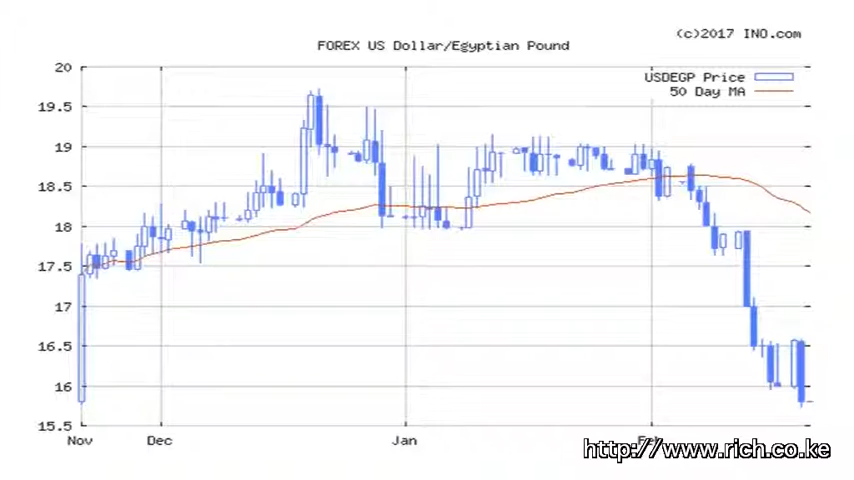 (c)2017 INO.com
FOREX US Dollar/Egyptian Pound
USDEGP Price
50 Day MA
20
19.5
19
18.5
18
17.5
17
16.5
16
15.5
Nov Dec Jan
http://www.rich.co.ke